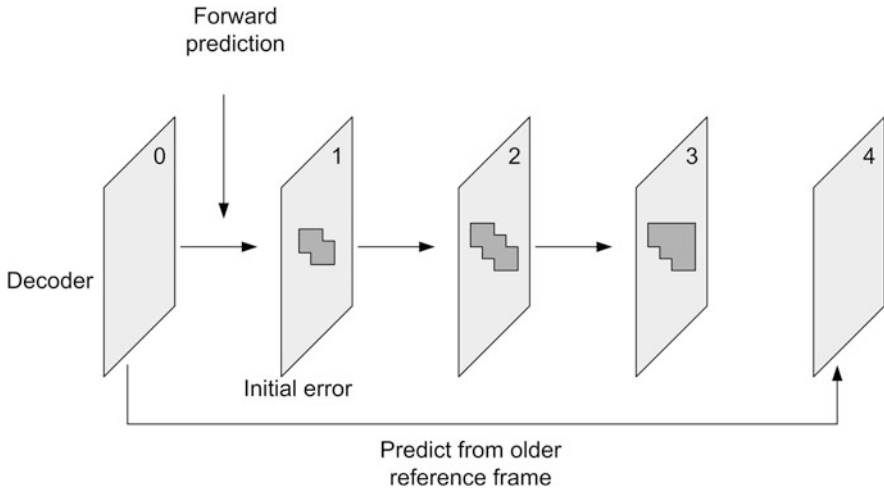 Forward
prediction
0
1
2
3
4
Decoder
Initial error
Predict from older
reference frame